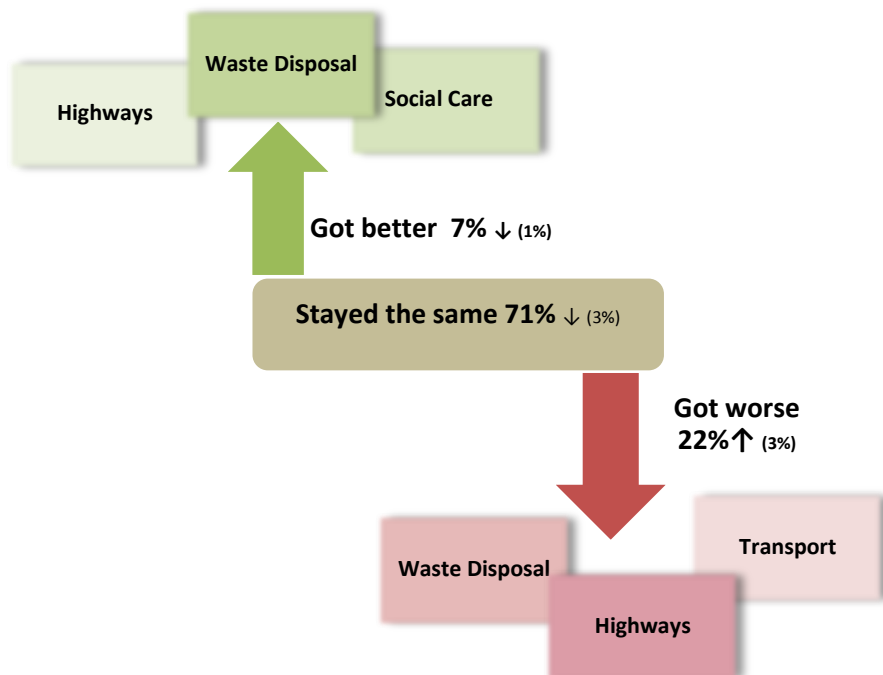 Waste Disposal
Highways
Social Care
Got better 7% ↓ (1%)
Stayed the same 71% ↓ (3%)
Got worse
22%↑ (3%)
Transport
Waste Disposal
Highways